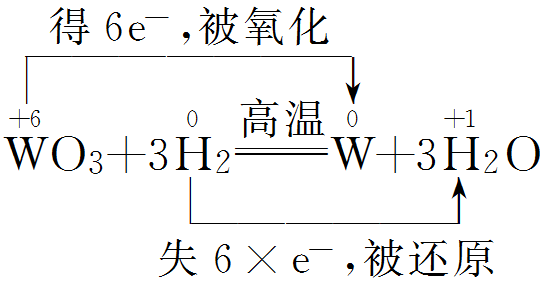 得 6e⁻,被氧化
+6 0 高温 0 +1
WO₃+3H₂══W+3H₂O
失 6×e⁻,被还原